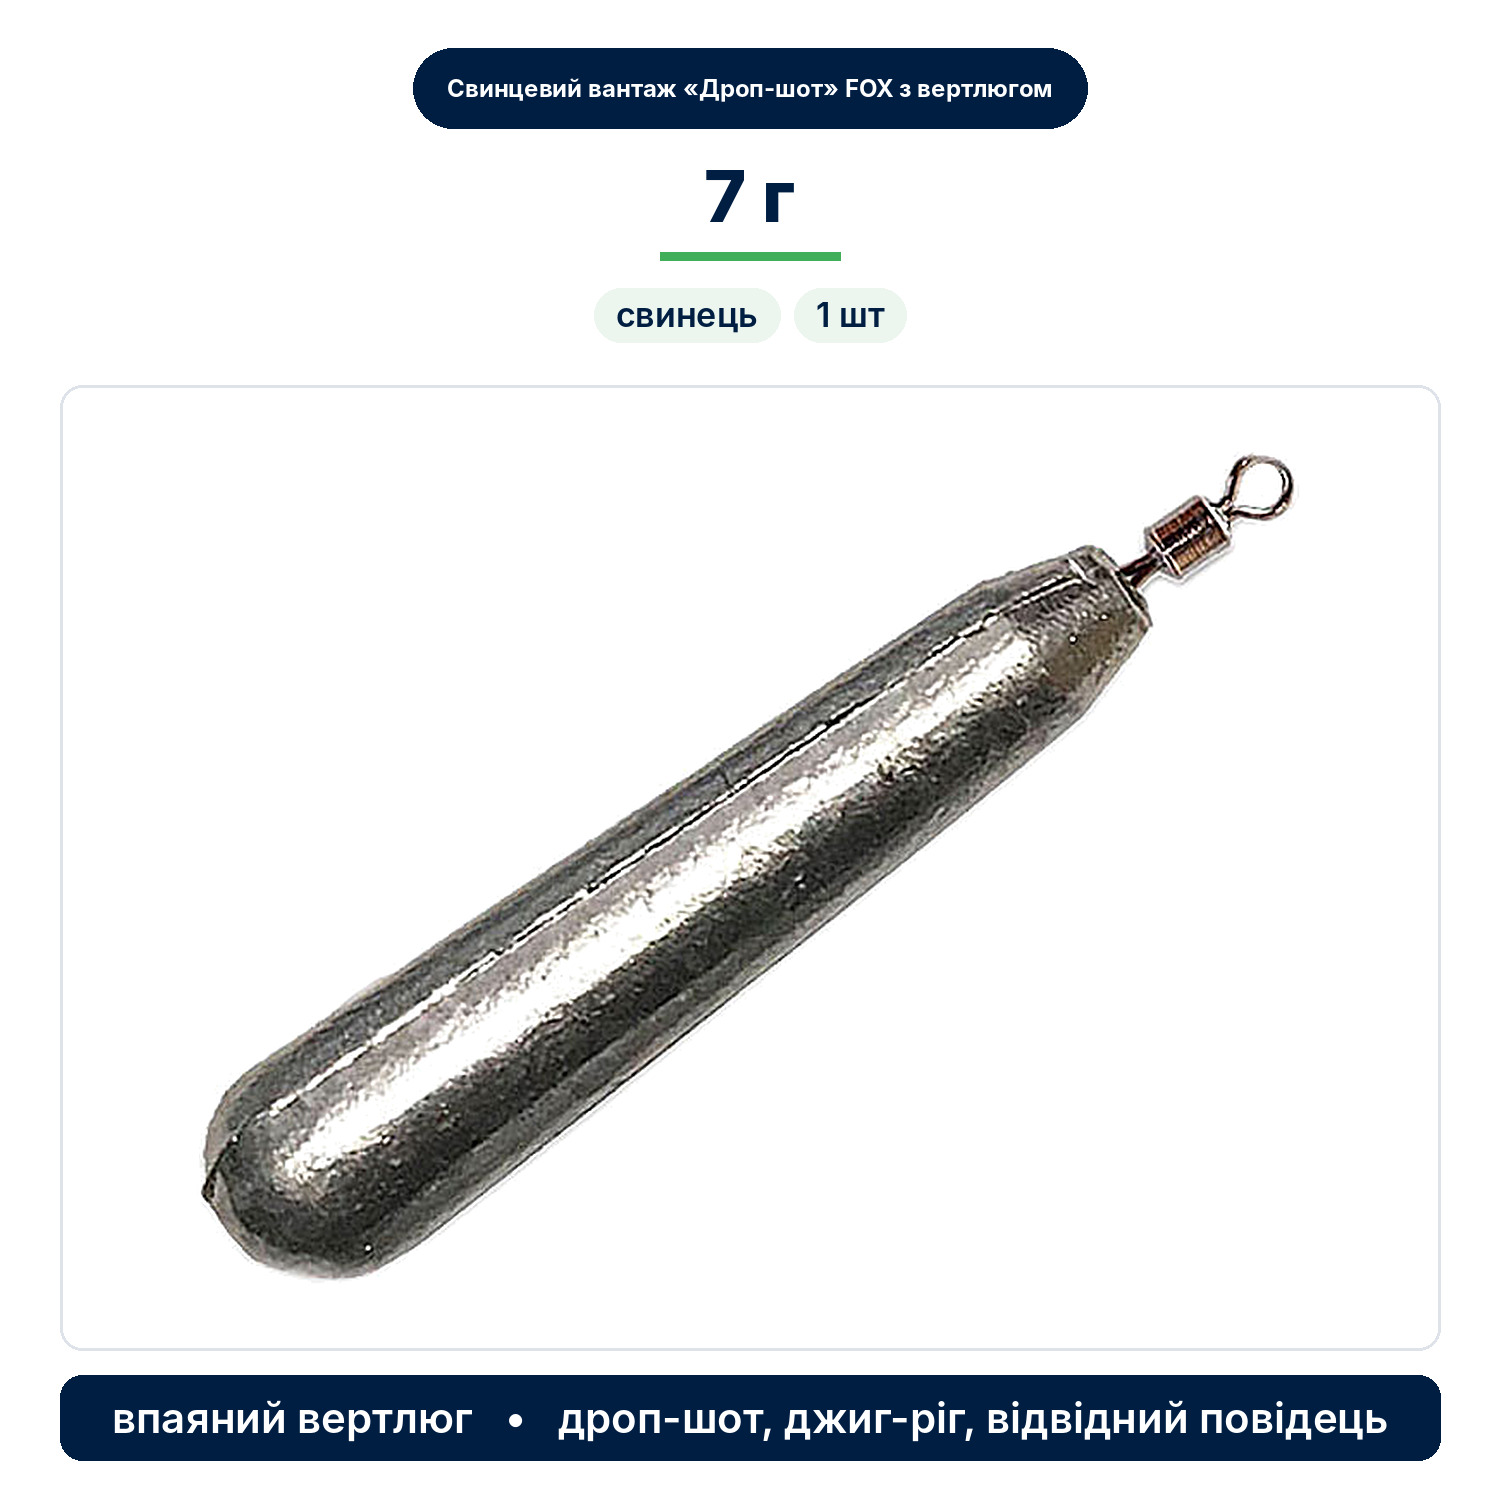 Свинцевий вантаж «Дроп-шот» FOX з вертлюгом
7 г
свинець 1 шт
впаяний вертлюг • дроп-шот, джиг-ріг, відвідний повідець